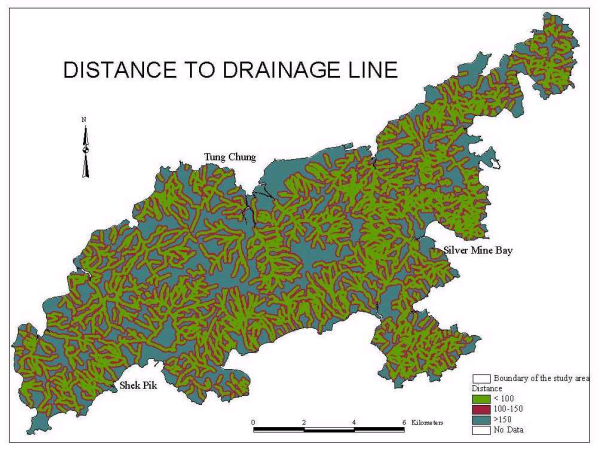 DISTANCE TO DRAINAGE LINE
N
Tung Chung
Silver Mine Bay
Shek Pik
Boundary of the study area
Distance
< 100
100-150
>150
No Data
0 2 4 6 Kilometers